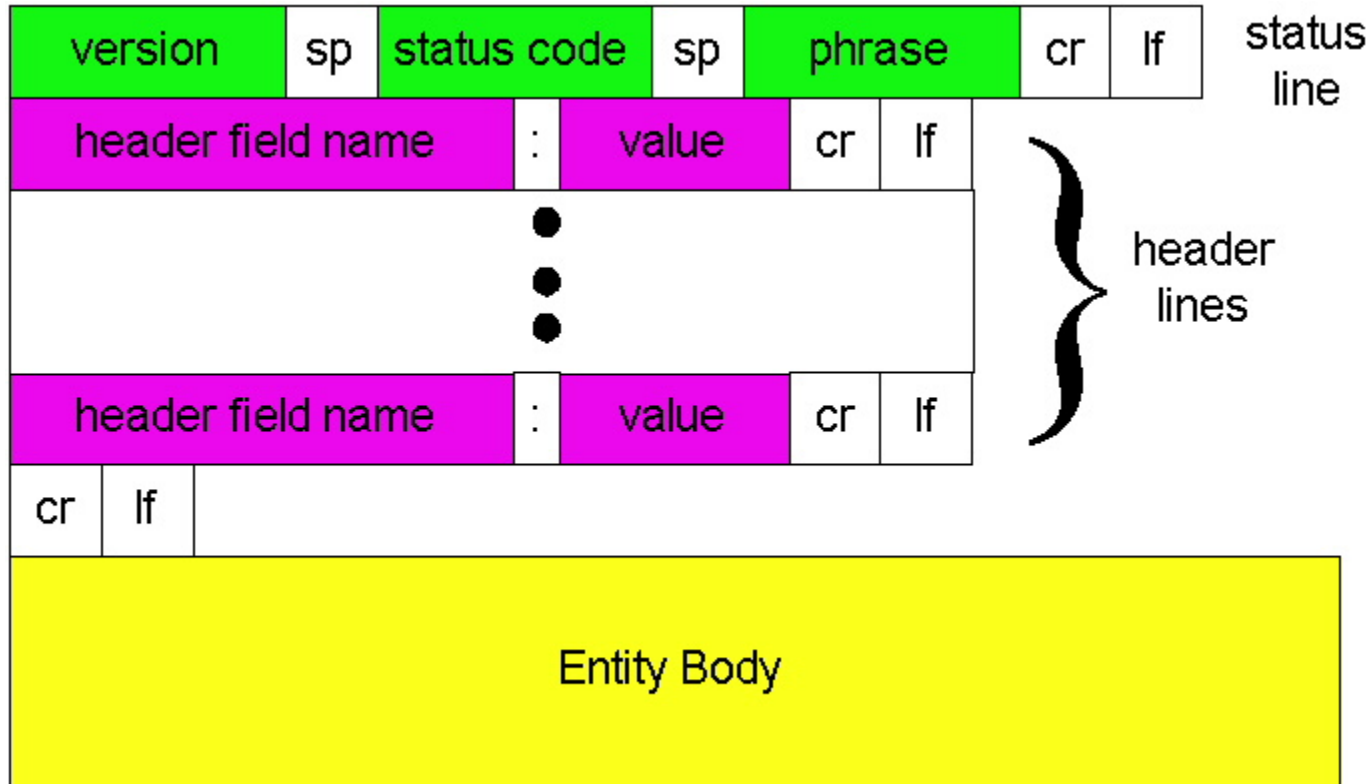 version sp status code sp phrase cr lf status line
header field name : value cr lf
header lines
header field name : value cr lf
cr lf
Entity Body